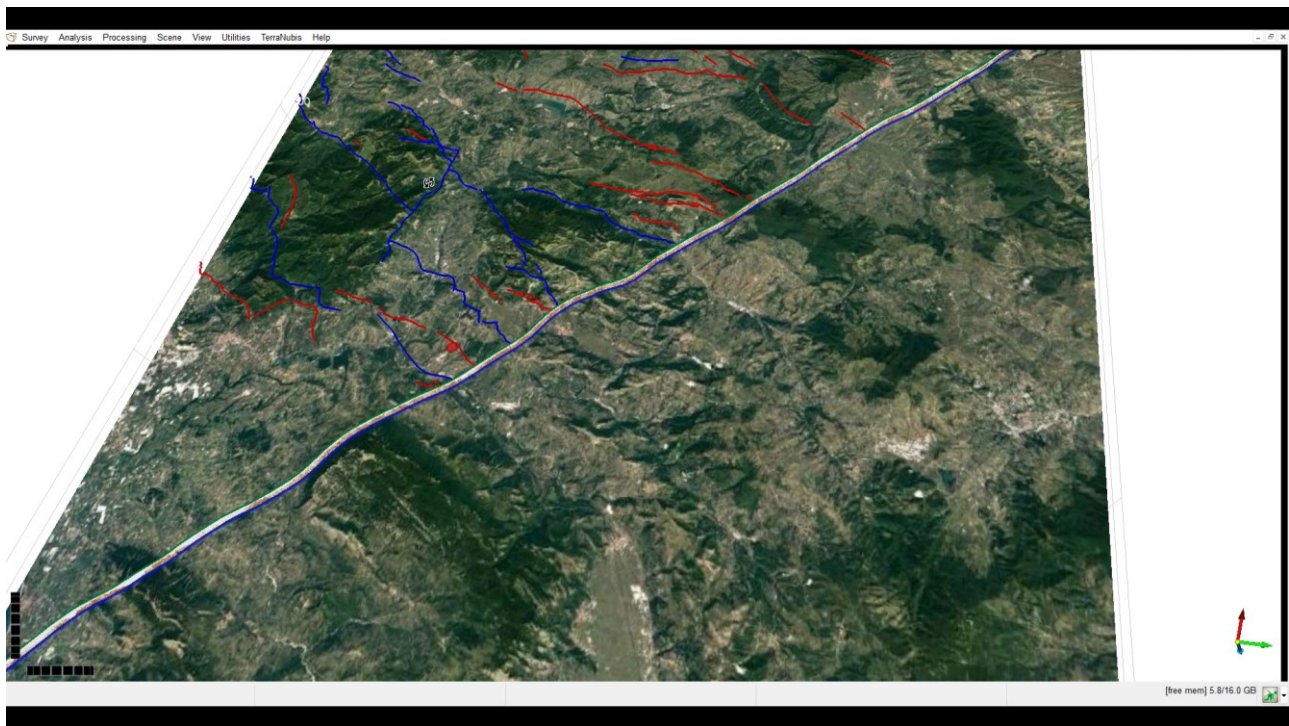 Survey Analysis Processing Scene View Utilities TerraNubis Help
[free mem] 5.8/16.0 GB